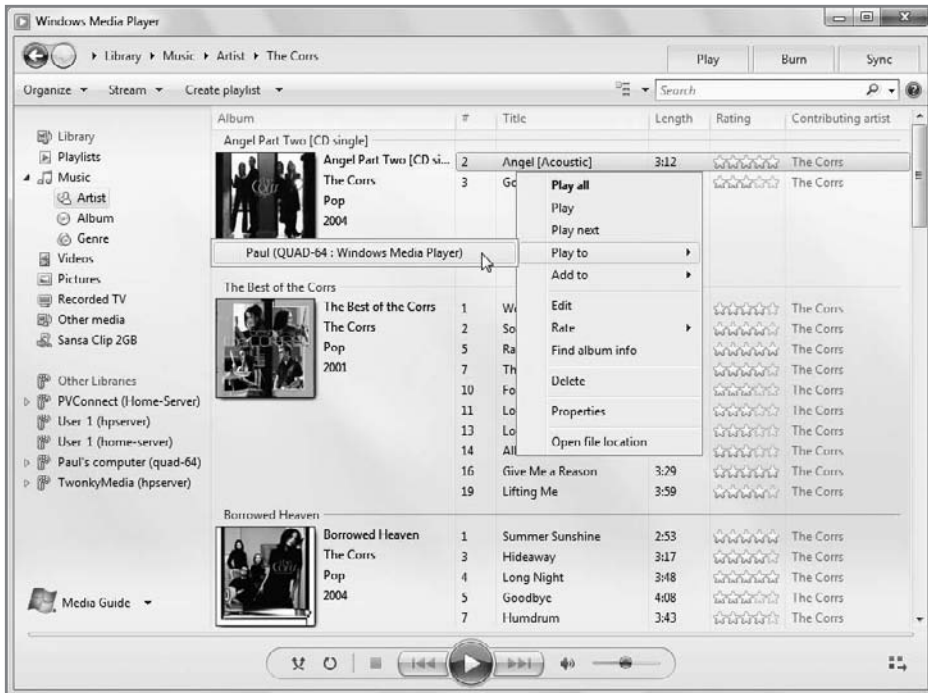 Windows Media Player
Library Music Artist The Corrs
Play Burn Sync
Organize Stream Create playlist Search
Album # Title Length Rating Contributing artist
Library
Playlists
Music
Artist
Album
Genre
Videos
Pictures
Recorded TV
Other media
Sansa Clip 2GB
Other Libraries
PVConnect (Home-Server)
User 1 (hpserver)
User 1 (home-server)
Paul's computer (quad-64)
TwonkyMedia (hpserver)
Media Guide
Angel Part Two [CD single]
Angel Part Two [CD si... 2 Angel [Acoustic] 3:12 The Corrs
The Corrs 3 Go The Corrs
Pop
2004
Play all
Play
Play next
Play to
Add to
Edit
Rate
Find album info
Delete
Properties
Open file location
Paul (QUAD-64 : Windows Media Player)
The Best of the Corrs
The Best of the Corrs 1 The Corrs
The Corrs 2 So The Corrs
Pop 5 Ra The Corrs
2001 7 Th The Corrs
10 Fo The Corrs
11 Lo The Corrs
13 Lo The Corrs
14 All The Corrs
16 Give Me a Reason 3:29 The Corrs
19 Lifting Me 3:59 The Corrs
Borrowed Heaven
Borrowed Heaven 1 Summer Sunshine 2:53 The Corrs
The Corrs 3 Hideaway 3:17 The Corrs
Pop 4 Long Night 3:48 The Corrs
2004 5 Goodbye 4:08 The Corrs
7 Humdrum 3:43 The Corrs